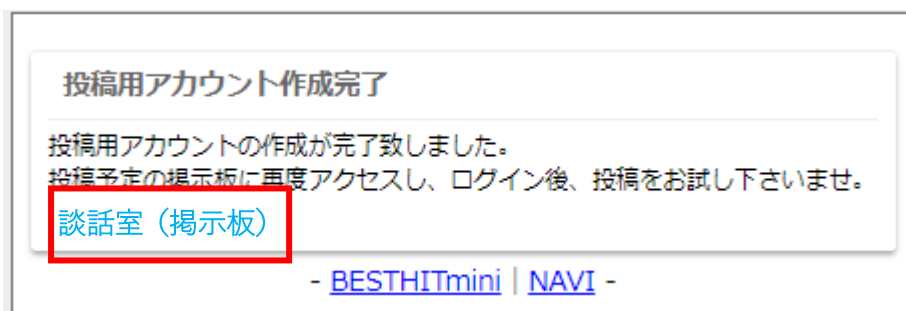 投稿用アカウント作成完了
投稿用アカウントの作成が完了致しました。
投稿予定の掲示板に再度アクセスし、ログイン後、投稿をお試し下さいませ。
談話室（掲示板）
- BESTHITmini | NAVI -